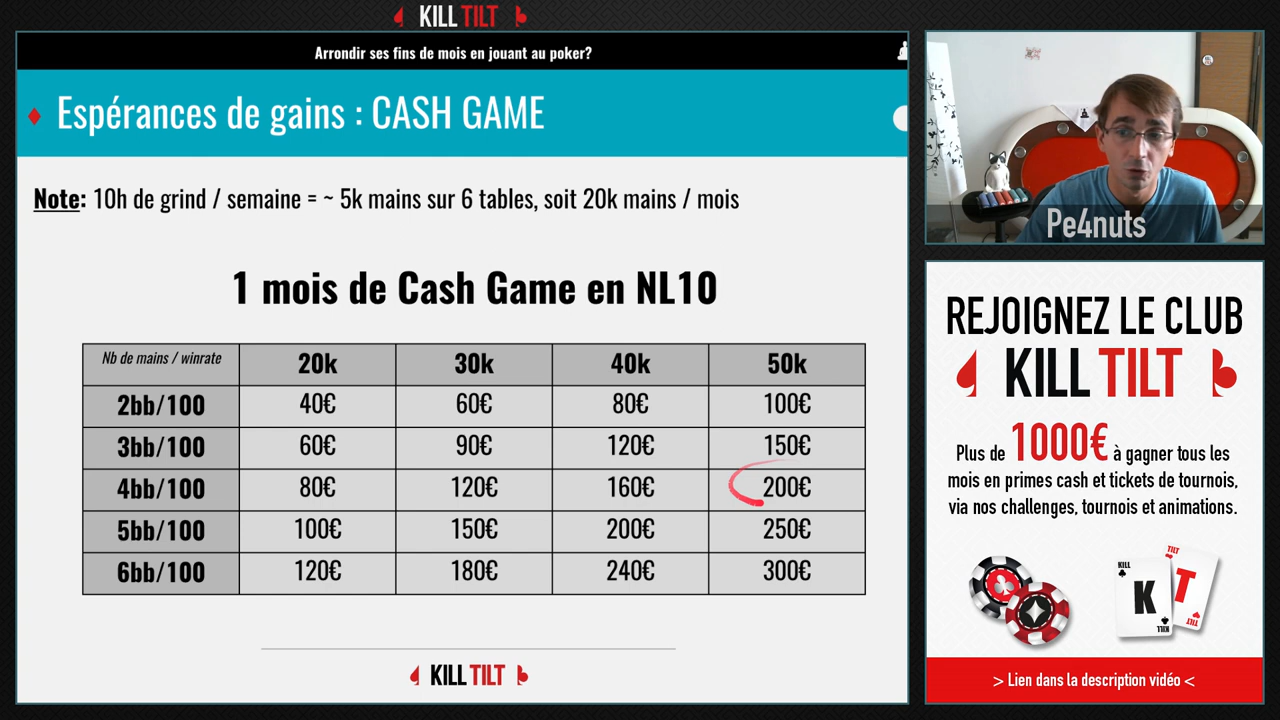 KILL TILT
Arrondir ses fins de mois en jouant au poker?
Espérances de gains : CASH GAME
Note: 10h de grind / semaine = ~ 5k mains sur 6 tables, soit 20k mains / mois
1 mois de Cash Game en NL10
Nb de mains / winrate 20k 30k 40k 50k
2bb/100 40€ 60€ 80€ 100€
3bb/100 60€ 90€ 120€ 150€
4bb/100 80€ 120€ 160€ 200€
5bb/100 100€ 150€ 200€ 250€
6bb/100 120€ 180€ 240€ 300€
KILL TILT
Pe4nuts
REJOIGNEZ LE CLUB
KILL TILT
Plus de 1000€ à gagner tous les
mois en primes cash et tickets de tournois,
via nos challenges, tournois et animations.
KILL
K
KILL
TILT
T
TILT
> Lien dans la description vidéo <